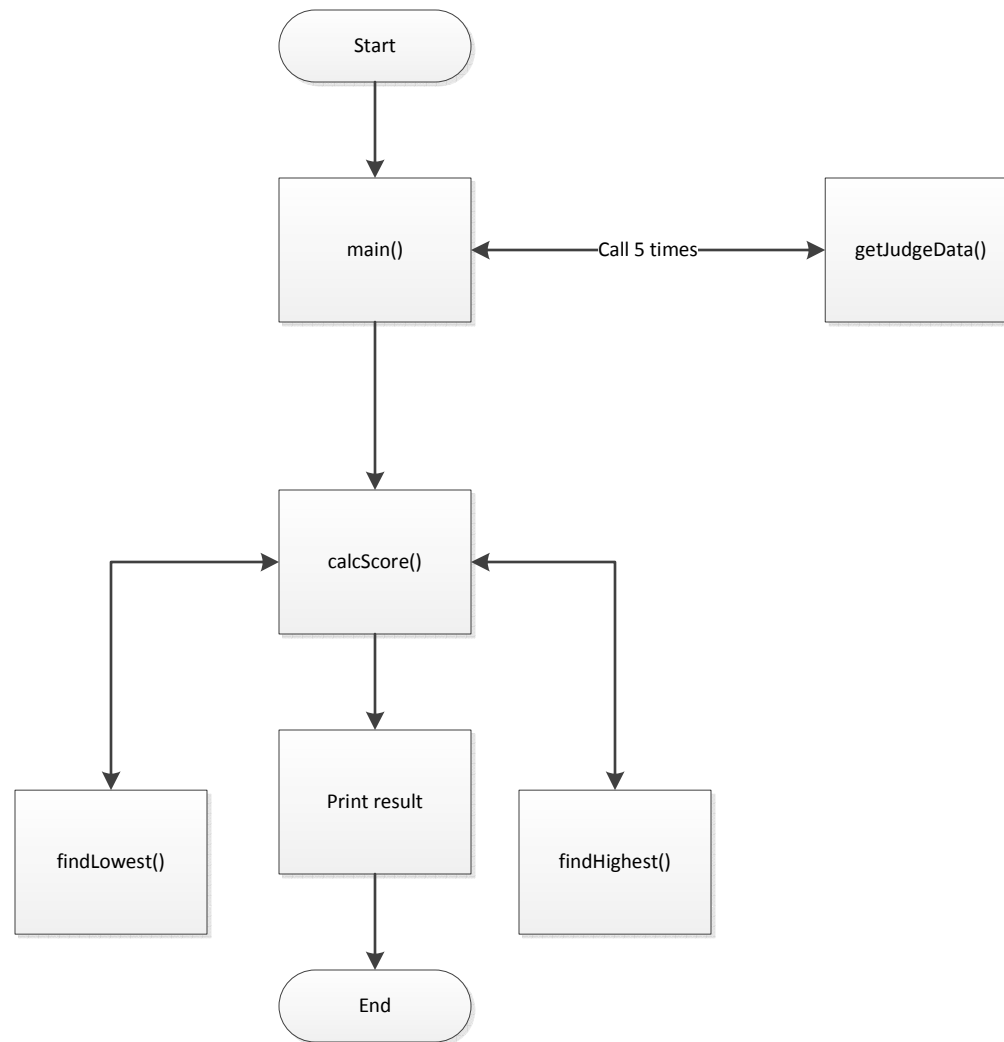 Start
main()
Call 5 times
getJudgeData()
calcScore()
Print result
findLowest()
findHighest()
End